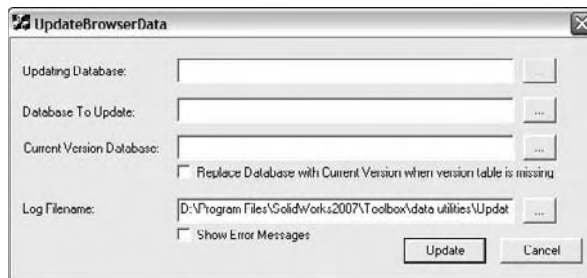 UpdateBrowserData
Updating Database:
...
Database To Update:
...
Current Version Database:
...
Replace Database with Current Version when version table is missing
Log Filename:
D:\Program Files\SolidWorks2007\Toolbox\data utilities\Updat
...
Show Error Messages
Update
Cancel